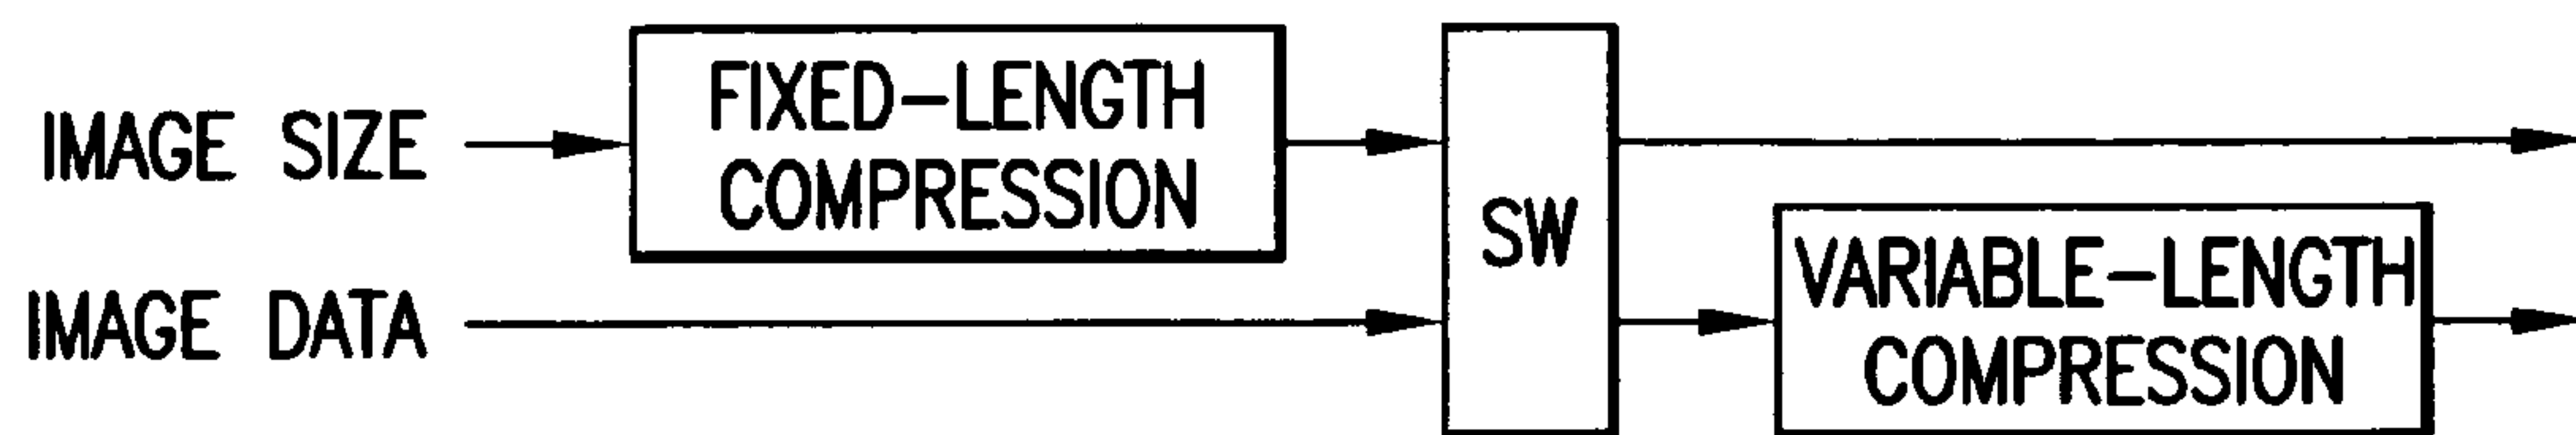 IMAGE SIZE
FIXED-LENGTH
COMPRESSION
IMAGE DATA
SW
VARIABLE-LENGTH
COMPRESSION